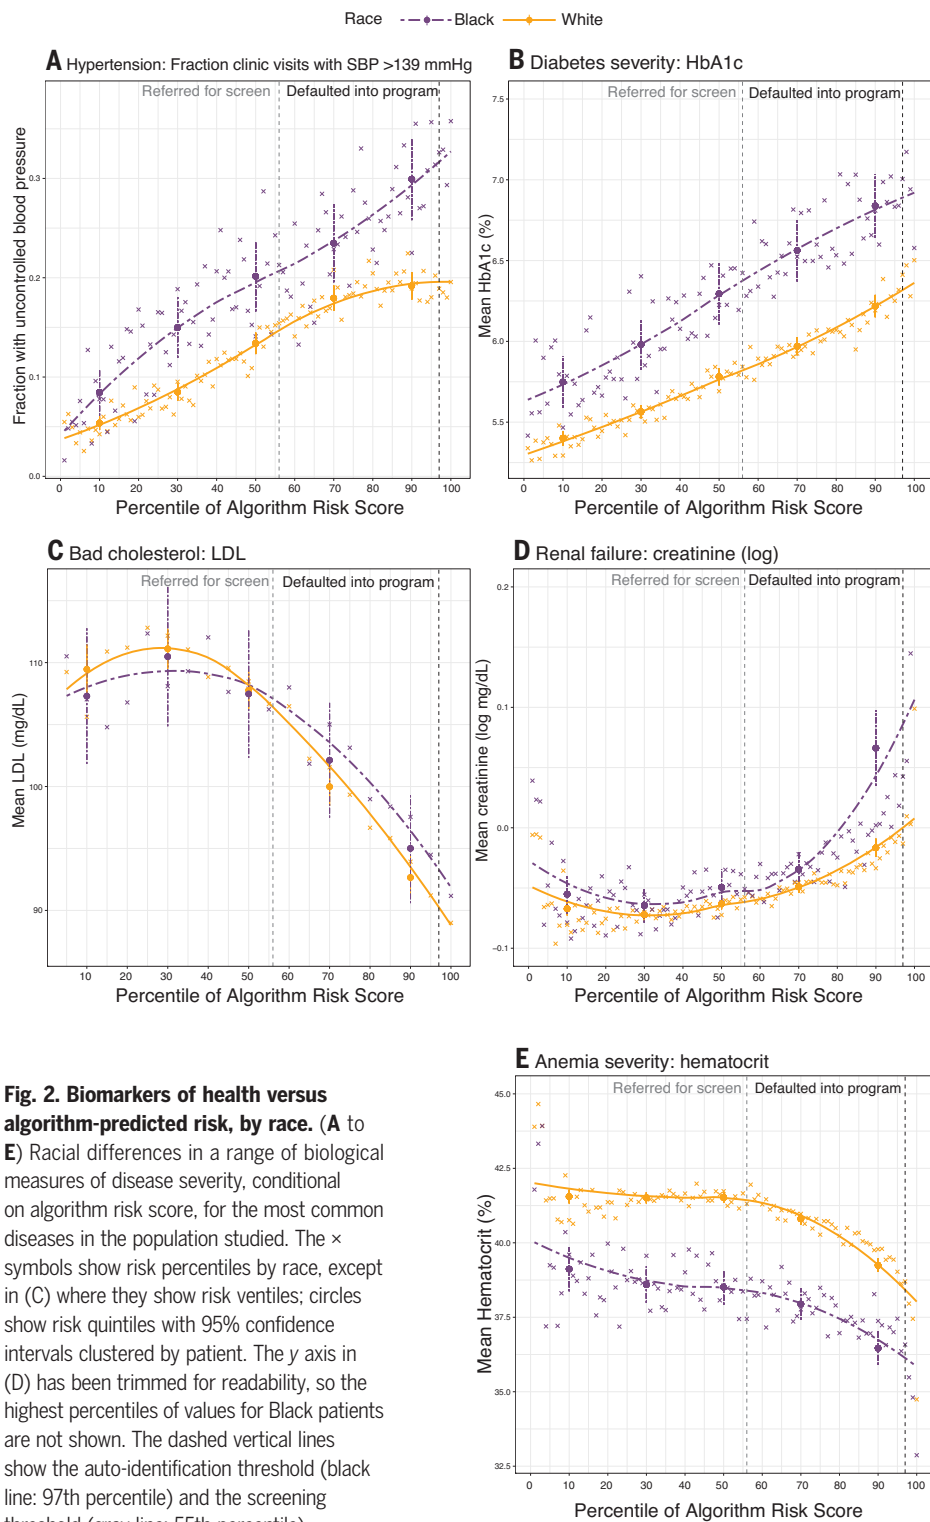 Race Black White
A Hypertension: Fraction clinic visits with SBP >139 mmHg
Referred for screen Defaulted into program
Fraction with uncontrolled blood pressure
0.3
0.2
0.1
0.0
0 10 20 30 40 50 60 70 80 90 100
Percentile of Algorithm Risk Score
B Diabetes severity: HbA1c
Referred for screen Defaulted into program
Mean HbA1c (%)
7.5
7.0
6.5
6.0
5.5
0 10 20 30 40 50 60 70 80 90 100
Percentile of Algorithm Risk Score
C Bad cholesterol: LDL
Referred for screen Defaulted into program
Mean LDL (mg/dL)
110
100
90
10 20 30 40 50 60 70 80 90 100
Percentile of Algorithm Risk Score
D Renal failure: creatinine (log)
Referred for screen Defaulted into program
Mean creatinine (log mg/dL)
0.2
0.1
0.0
−0.1
0 10 20 30 40 50 60 70 80 90 100
Percentile of Algorithm Risk Score
E Anemia severity: hematocrit
Referred for screen Defaulted into program
Mean Hematocrit (%)
45.0
42.5
40.0
37.5
35.0
32.5
0 10 20 30 40 50 60 70 80 90 100
Percentile of Algorithm Risk Score
Fig. 2. Biomarkers of health versus
algorithm-predicted risk, by race. (A to
E) Racial differences in a range of biological
measures of disease severity, conditional
on algorithm risk score, for the most common
diseases in the population studied. The ×
symbols show risk percentiles by race, except
in (C) where they show risk ventiles; circles
show risk quintiles with 95% confidence
intervals clustered by patient. The y axis in
(D) has been trimmed for readability, so the
highest percentiles of values for Black patients
are not shown. The dashed vertical lines
show the auto-identification threshold (black
line: 97th percentile) and the screening
threshold (gray line: 55th percentile)